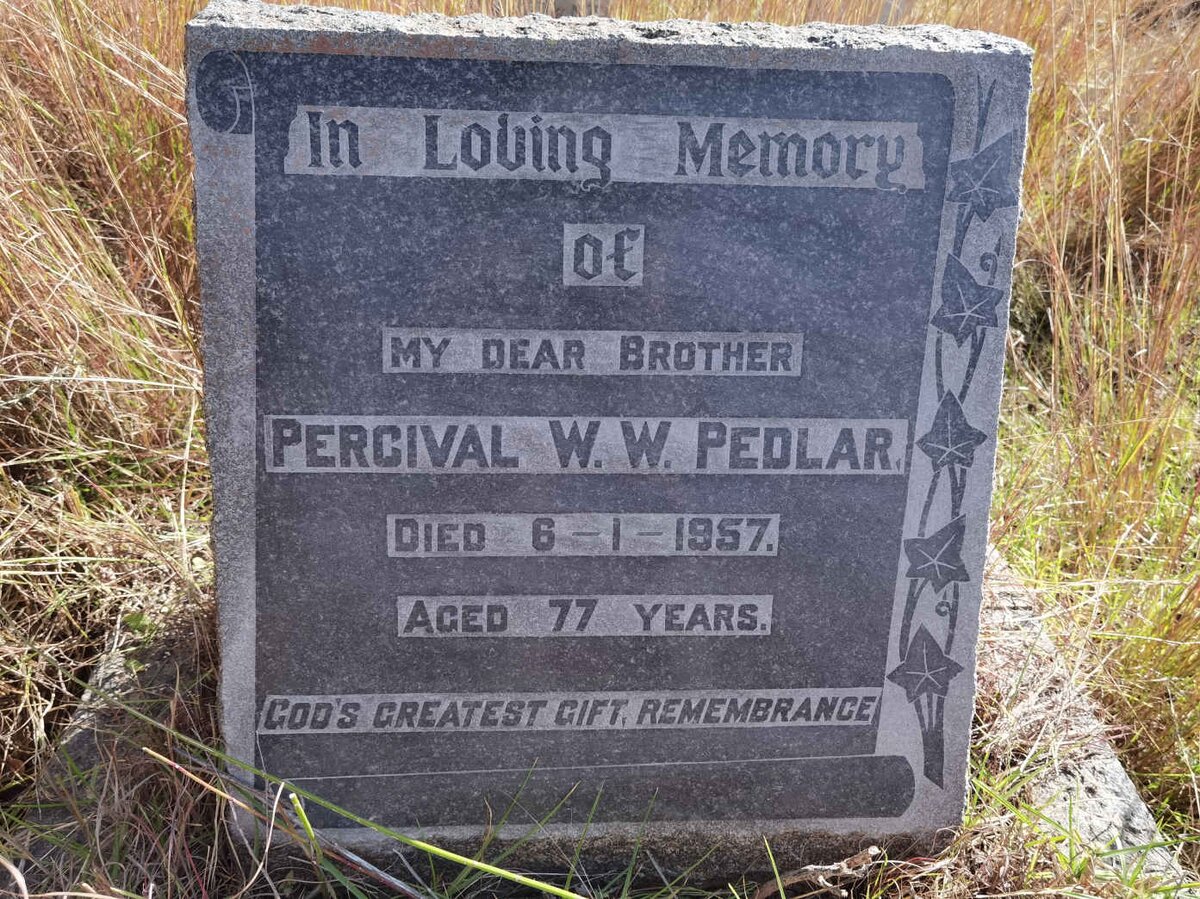 In Loving Memory
of
MY DEAR BROTHER
PERCIVAL W. W. PEDLAR.
DIED 6-1-1957.
AGED 77 YEARS.
GOD'S GREATEST GIFT, REMEMBRANCE